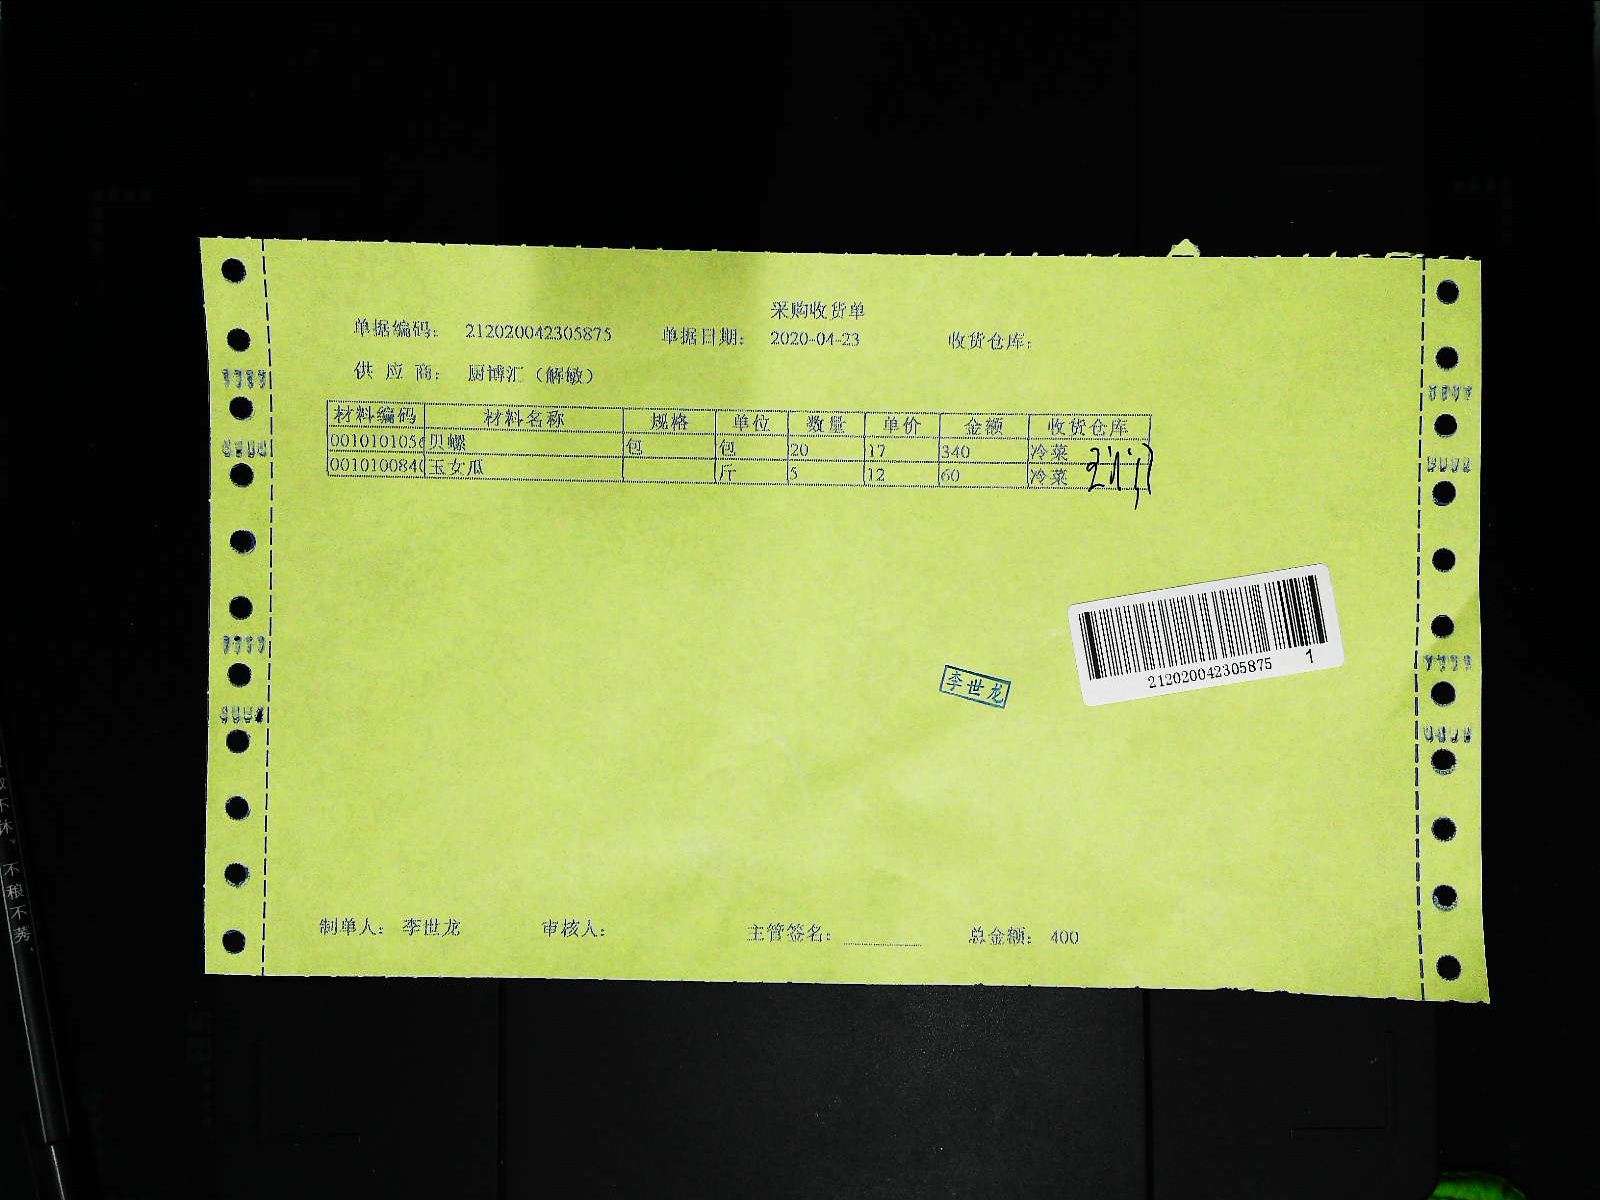 采购收货单
单据编码: 212020042305875 单据日期: 2020-04-23 收货仓库:
供应商: 厨博汇（解敏）
材料编码 材料名称 规格 单位 数量 单价 金额 收货仓库
0010101056 贝螺 包 包 20 17 340 冷菜
0010100840 玉女瓜 斤 5 12 60 冷菜
212020042305875 1
李世龙
制单人: 李世龙 审核人: 主管签名: 总金额: 400